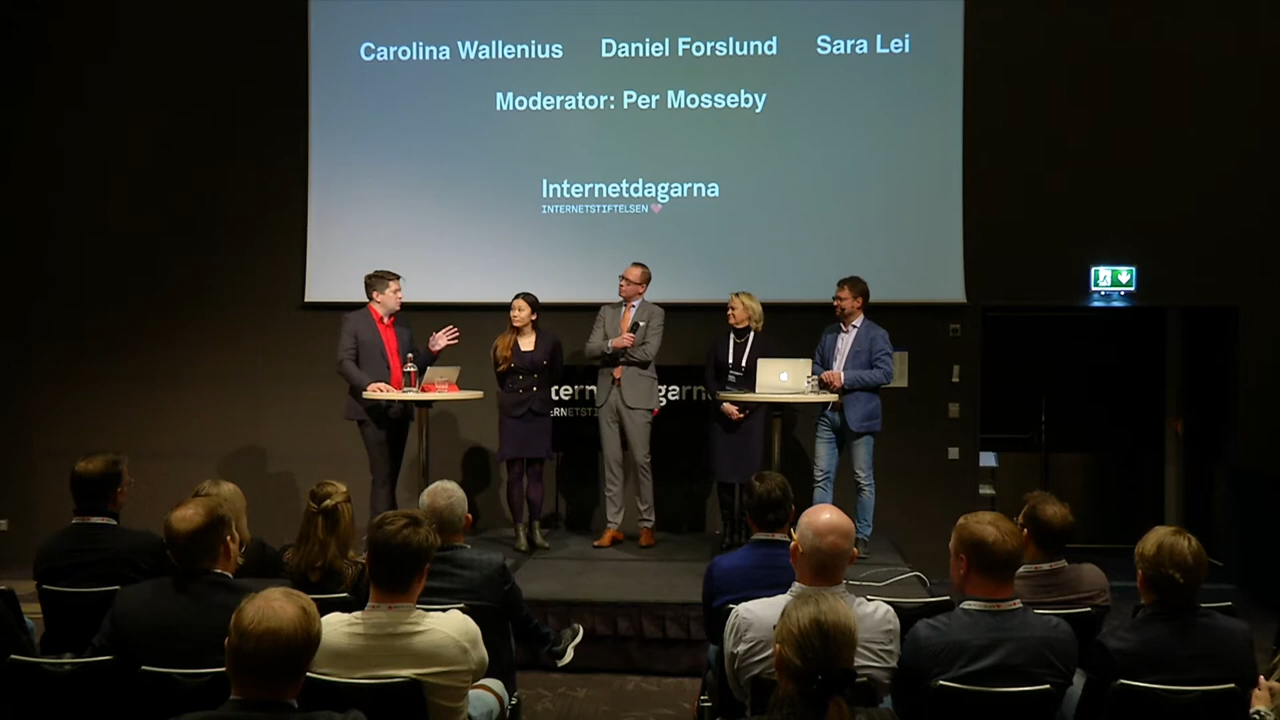 Carolina Wallenius Daniel Forslund Sara Lei
Moderator: Per Mosseby
Internetdagarna
INTERNETSTIFTELSEN